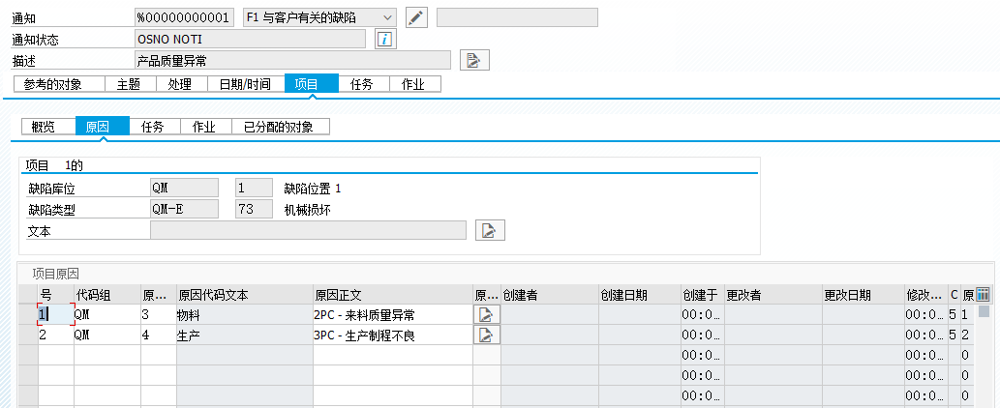 通知 %00000000001 F1 与客户有关的缺陷
通知状态 OSNO NOTI
描述 产品质量异常
参考的对象 主题 处理 日期/时间 项目 任务 作业
概览 原因 任务 作业 已分配的对象
项目 1的
缺陷库位 QM 1 缺陷位置 1
缺陷类型 QM-E 73 机械损坏
文本
项目原因
号 代码组 原... 原因代码文本 原因正文 原... 创建者 创建日期 创建于 更改者 更改日期 修改... C 原
1 QM 3 物料 2PC - 来料质量异常 00:0... 00:0... 5 1
2 QM 4 生产 3PC - 生产制程不良 00:0... 00:0... 5 2
00:0... 00:0... 0
00:0... 00:0... 0
00:0... 00:0... 0